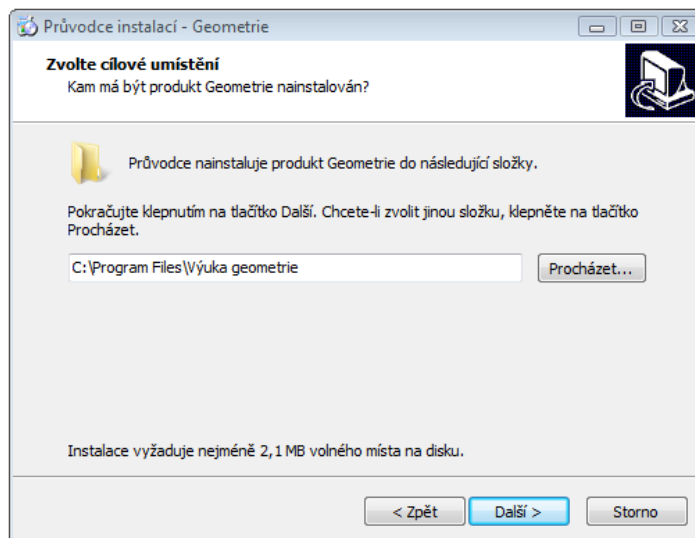 Průvodce instalací - Geometrie
Zvolte cílové umístění
Kam má být produkt Geometrie nainstalován?
Průvodce nainstaluje produkt Geometrie do následující složky.
Pokračujte klepnutím na tlačítko Další. Chcete-li zvolit jinou složku, klepněte na tlačítko
Procházet.
C:\Program Files\Výuka geometrie
Procházet...
Instalace vyžaduje nejméně 2,1 MB volného místa na disku.
< Zpět
Další >
Storno